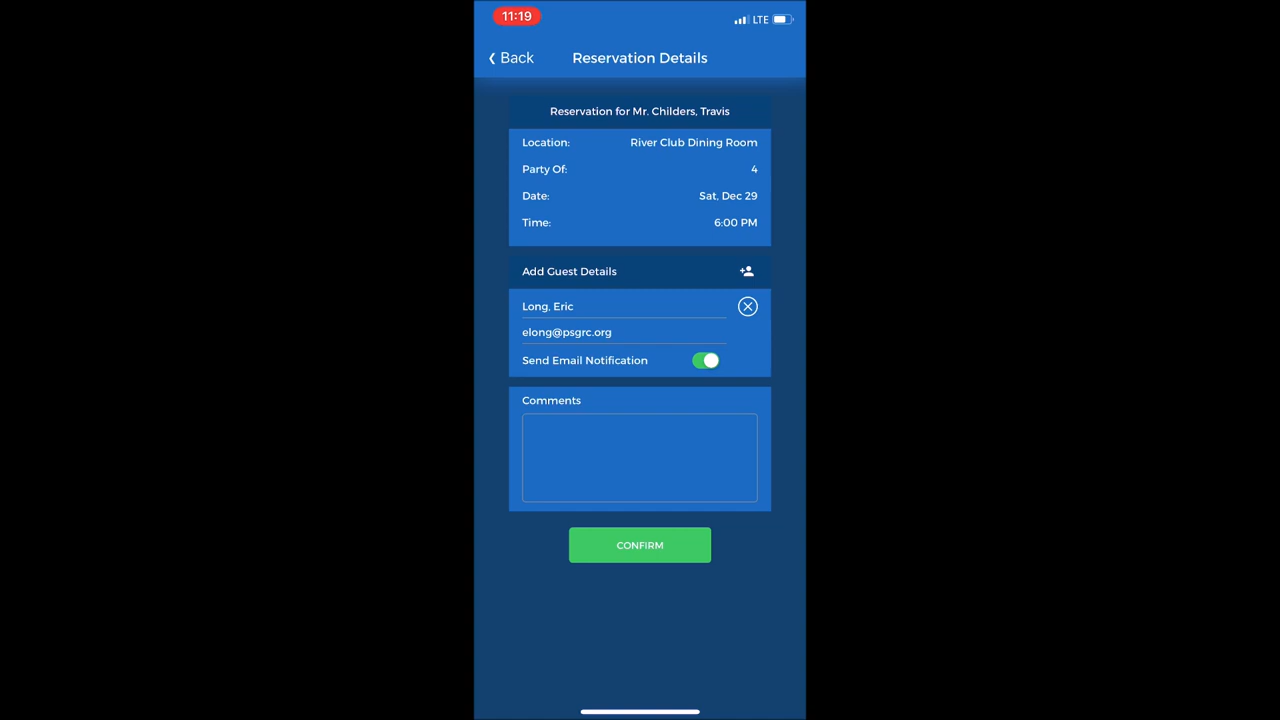 11:19
LTE
Back
Reservation Details
Reservation for Mr. Childers, Travis
Location: River Club Dining Room
Party Of: 4
Date: Sat, Dec 29
Time: 6:00 PM
Add Guest Details
Long, Eric
elong@psgrc.org
Send Email Notification
Comments
CONFIRM